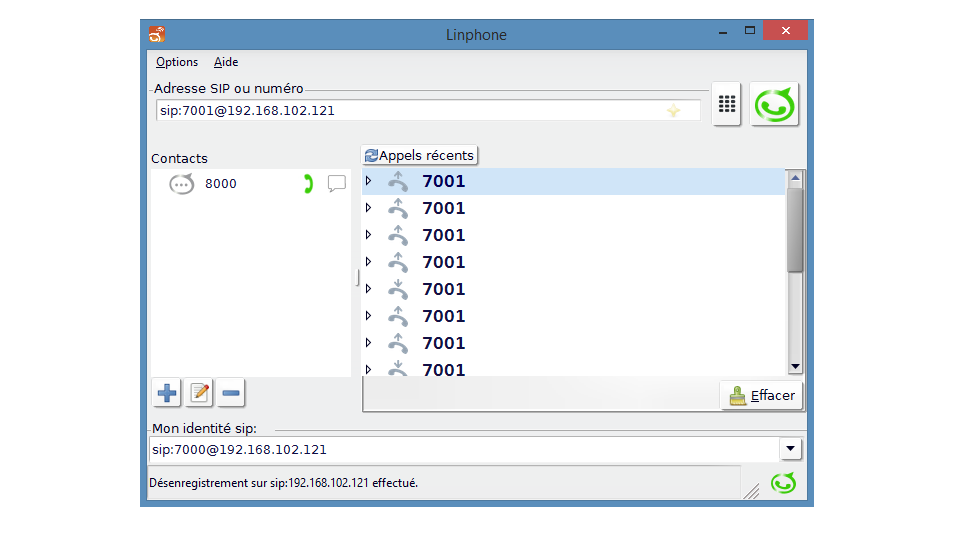 Linphone
Options Aide
Adresse SIP ou numéro
sip:7001@192.168.102.121
Contacts
Appels récents
8000
7001
7001
7001
7001
7001
7001
7001
7001
Effacer
Mon identité sip:
sip:7000@192.168.102.121
Désenregistrement sur sip:192.168.102.121 effectué.